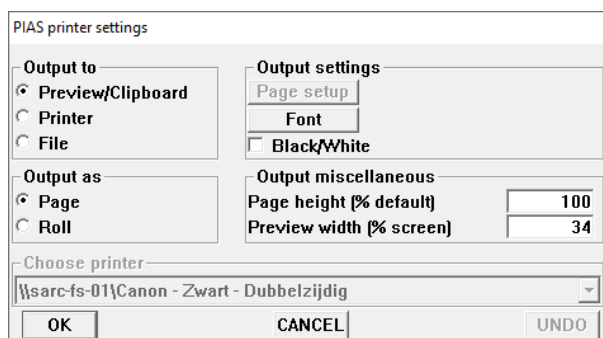 PIAS printer settings
Output to
Preview/Clipboard
Printer
File
Output settings
Page setup
Font
Black/White
Output as
Page
Roll
Output miscellaneous
Page height (% default) 100
Preview width (% screen) 34
Choose printer
\\sarc-fs-01\Canon - Zwart - Dubbelzijdig
OK CANCEL UNDO